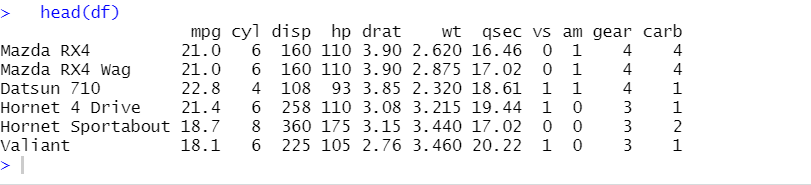 >   head(df)
                   mpg cyl disp  hp drat    wt  qsec vs am gear carb
Mazda RX4         21.0   6  160 110 3.90 2.620 16.46  0  1    4    4
Mazda RX4 Wag     21.0   6  160 110 3.90 2.875 17.02  0  1    4    4
Datsun 710        22.8   4  108  93 3.85 2.320 18.61  1  1    4    1
Hornet 4 Drive    21.4   6  258 110 3.08 3.215 19.44  1  0    3    1
Hornet Sportabout 18.7   8  360 175 3.15 3.440 17.02  0  0    3    2
Valiant           18.1   6  225 105 2.76 3.460 20.22  1  0    3    1
>